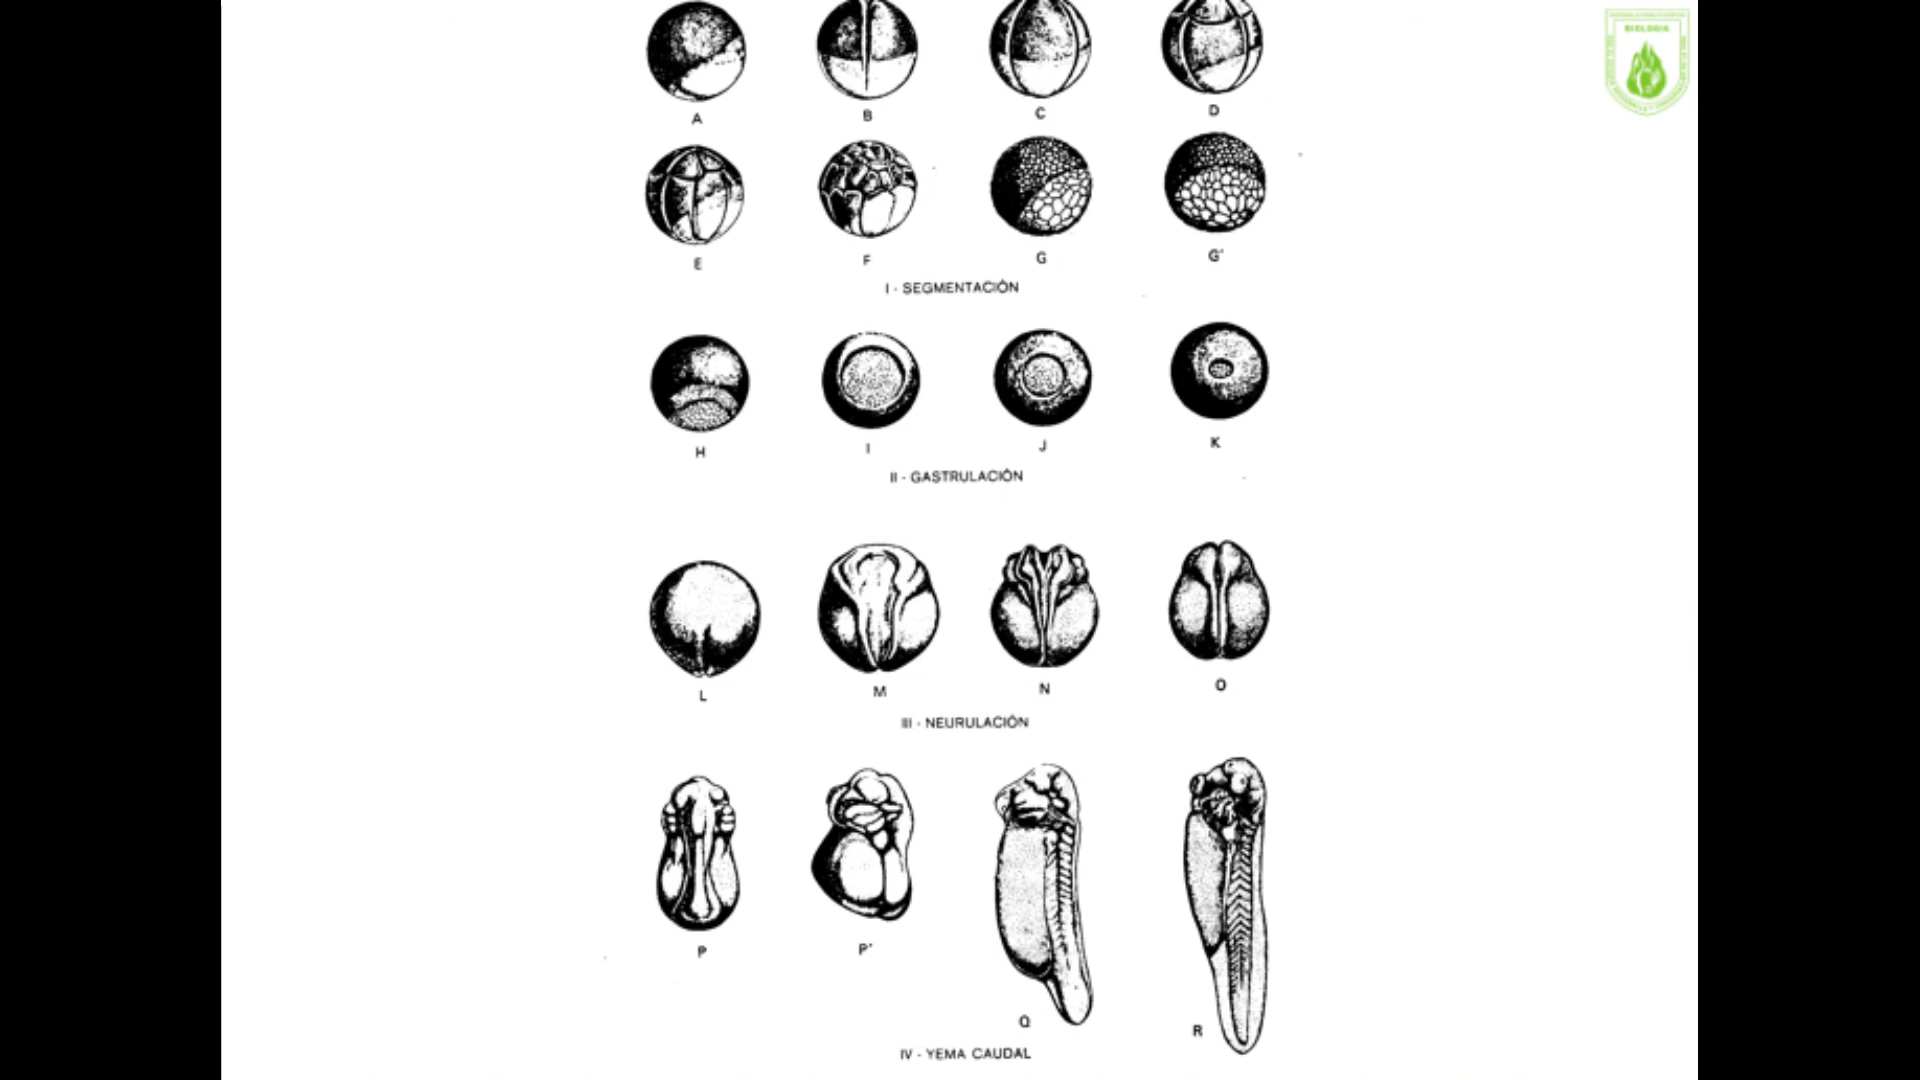 BIOLOGIA
A B C D
E F G G'
I - SEGMENTACIÓN
H I J K
II - GASTRULACIÓN
L M N O
III - NEURULACIÓN
P P' Q R
IV - YEMA CAUDAL